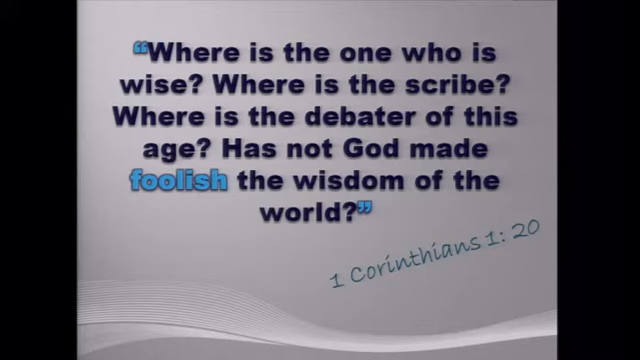 “Where is the one who is
wise? Where is the scribe?
Where is the debater of this
age? Has not God made
foolish the wisdom of the
world?”
1 Corinthians 1: 20